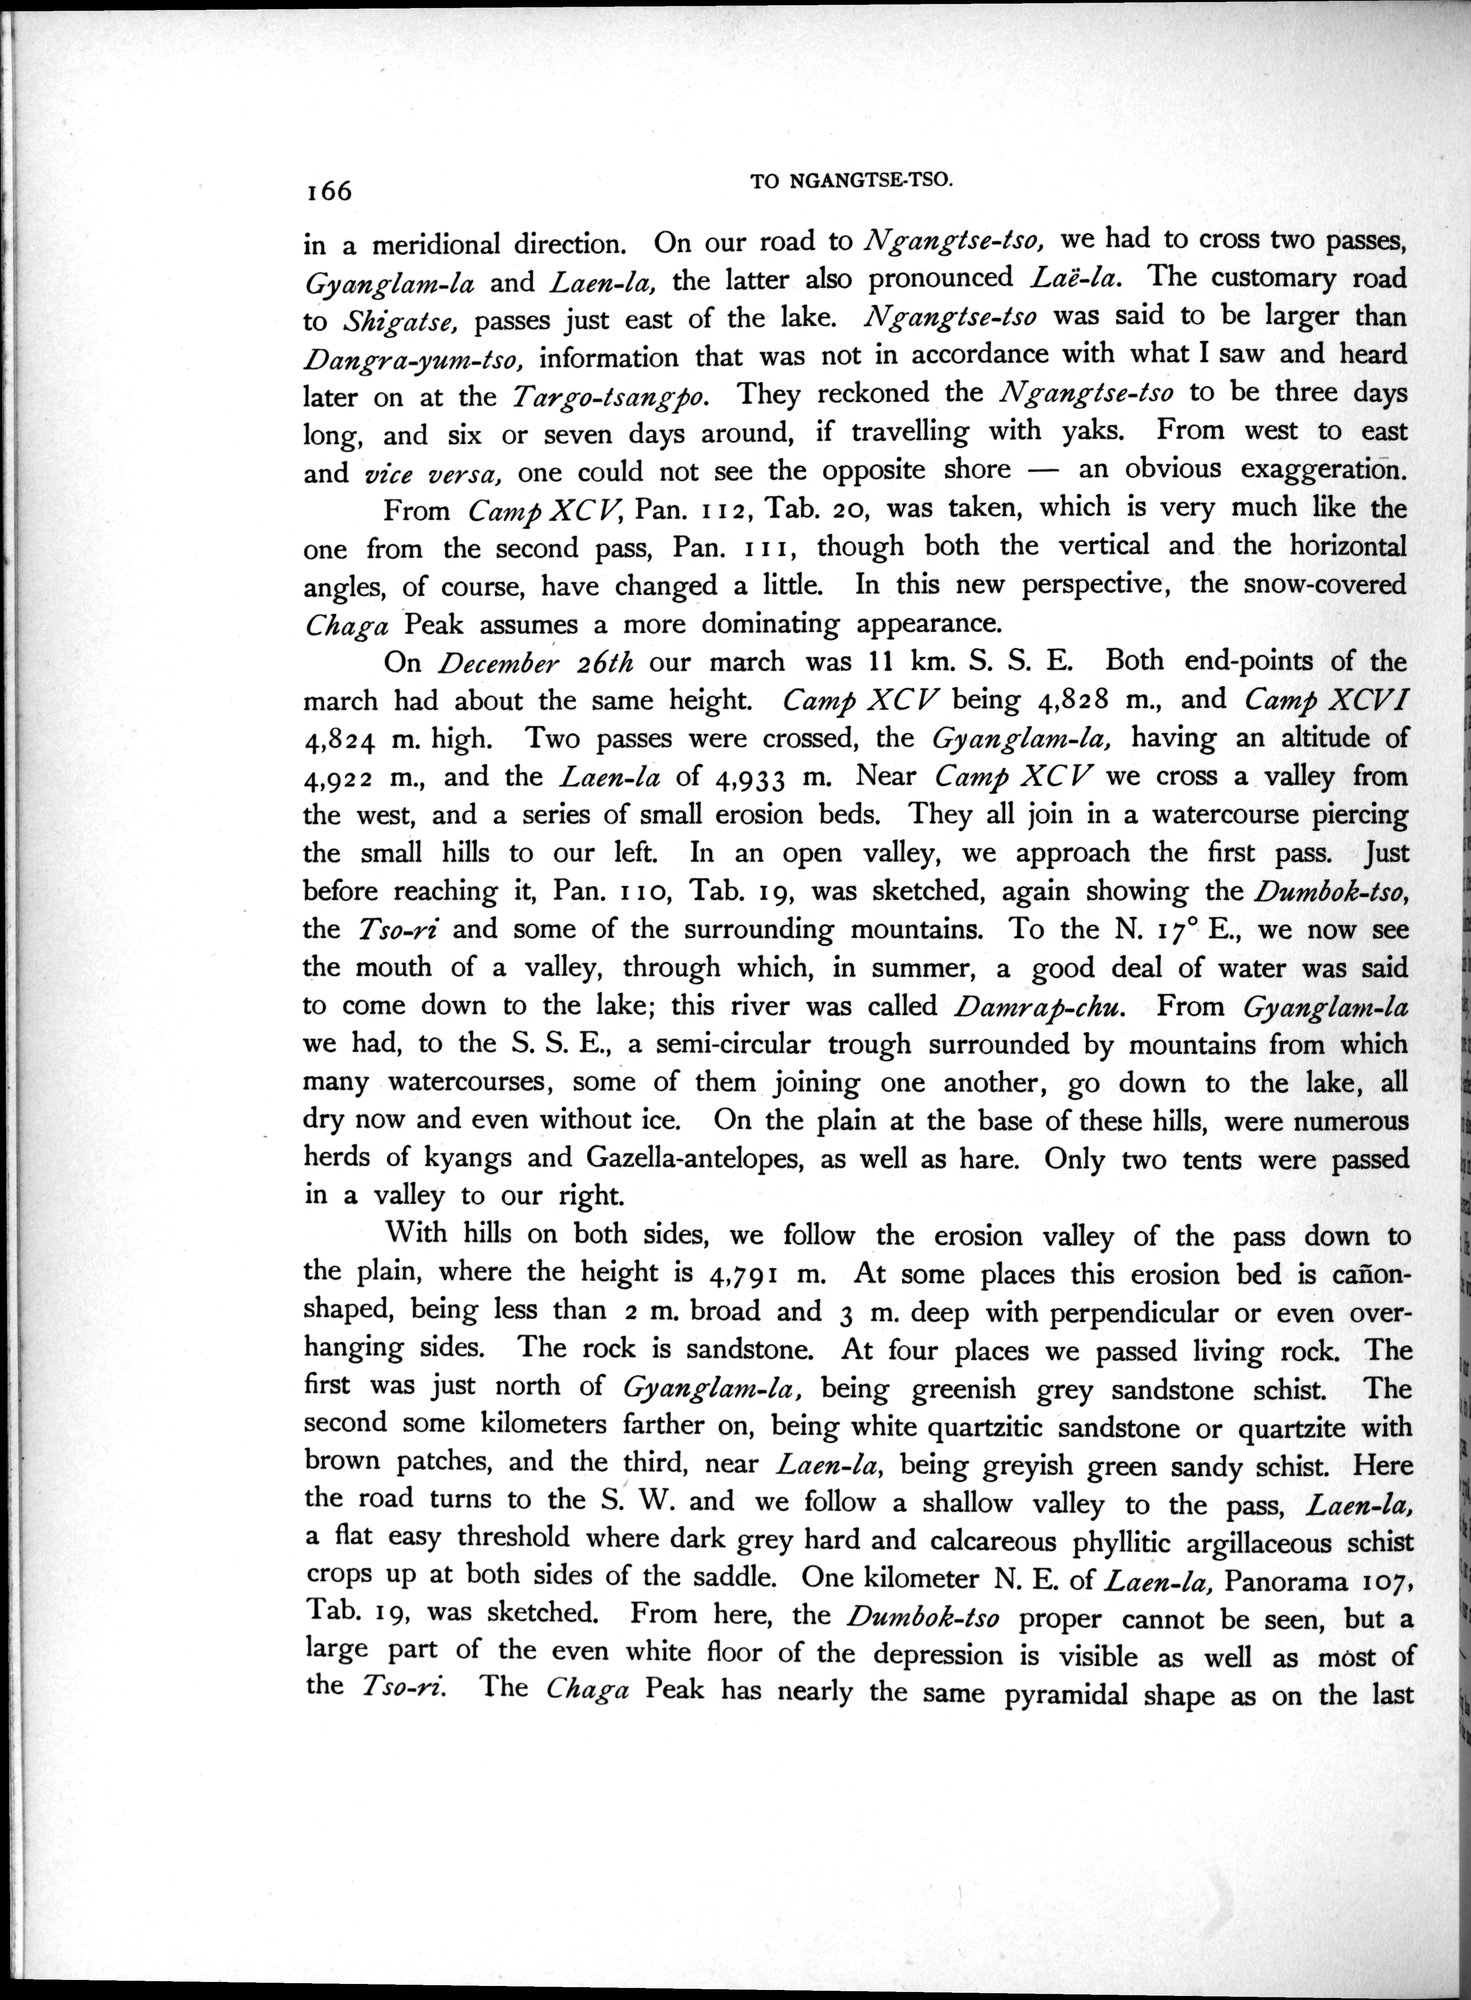 166
TO NGANGTSE-TSO.
in a meridional direction. On our road to Ngangtse-tso, we had to cross two passes,
Gyanglam-la and Laen-la, the latter also pronounced Laë-la. The customary road
to Shigatse, passes just east of the lake. Ngangtse-tso was said to be larger than
Dangra-yum-tso, information that was not in accordance with what I saw and heard
later on at the Targo-tsangpo. They reckoned the Ngangtse-tso to be three days
long, and six or seven days around, if travelling with yaks. From west to east
and vice versa, one could not see the opposite shore — an obvious exaggeration.
From Camp XCV, Pan. 112, Tab. 20, was taken, which is very much like the
one from the second pass, Pan. 111, though both the vertical and the horizontal
angles, of course, have changed a little. In this new perspective, the snow-covered
Chaga Peak assumes a more dominating appearance.
On December 26th our march was 11 km. S. S. E. Both end-points of the
march had about the same height. Camp XCV being 4,828 m., and Camp XCVI
4,824 m. high. Two passes were crossed, the Gyanglam-la, having an altitude of
4,922 m., and the Laen-la of 4,933 m. Near Camp XCV we cross a valley from
the west, and a series of small erosion beds. They all join in a watercourse piercing
the small hills to our left. In an open valley, we approach the first pass. Just
before reaching it, Pan. 110, Tab. 19, was sketched, again showing the Dumbok-tso,
the Tso-ri and some of the surrounding mountains. To the N. 17° E., we now see
the mouth of a valley, through which, in summer, a good deal of water was said
to come down to the lake; this river was called Damrap-chu. From Gyanglam-la
we had, to the S. S. E., a semi-circular trough surrounded by mountains from which
many watercourses, some of them joining one another, go down to the lake, all
dry now and even without ice. On the plain at the base of these hills, were numerous
herds of kyangs and Gazella-antelopes, as well as hare. Only two tents were passed
in a valley to our right.
With hills on both sides, we follow the erosion valley of the pass down to
the plain, where the height is 4,791 m. At some places this erosion bed is cañon-
shaped, being less than 2 m. broad and 3 m. deep with perpendicular or even over-
hanging sides. The rock is sandstone. At four places we passed living rock. The
first was just north of Gyanglam-la, being greenish grey sandstone schist. The
second some kilometers farther on, being white quartzitic sandstone or quartzite with
brown patches, and the third, near Laen-la, being greyish green sandy schist. Here
the road turns to the S. W. and we follow a shallow valley to the pass, Laen-la,
a flat easy threshold where dark grey hard and calcareous phyllitic argillaceous schist
crops up at both sides of the saddle. One kilometer N. E. of Laen-la, Panorama 107,
Tab. 19, was sketched. From here, the Dumbok-tso proper cannot be seen, but a
large part of the even white floor of the depression is visible as well as most of
the Tso-ri. The Chaga Peak has nearly the same pyramidal shape as on the last